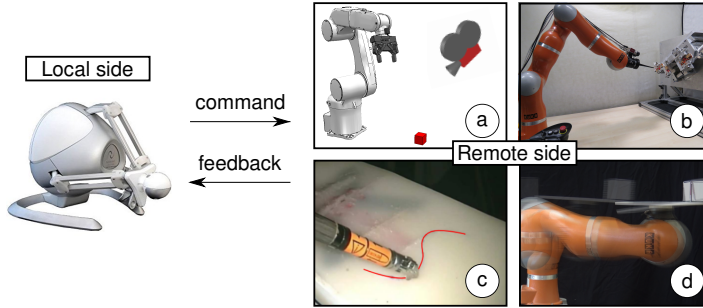 Local side
command
feedback
Remote side
a
b
c
d